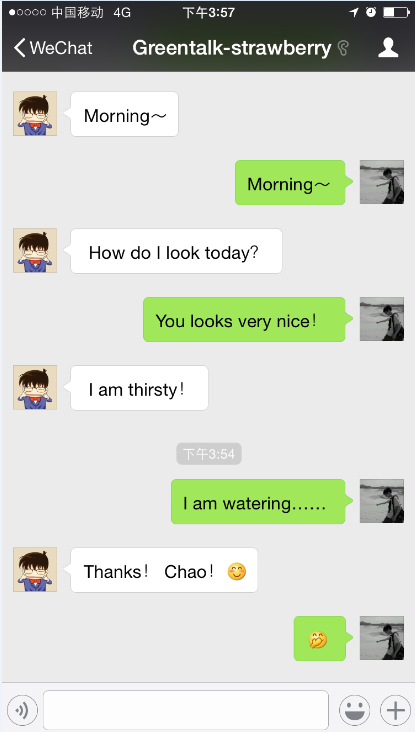 中国移动 4G 下午3:57
WeChat Greentalk-strawberry
Morning～
Morning～
How do I look today？
You looks very nice！
I am thirsty！
下午3:54
I am watering……
Thanks！ Chao！😊
🤭